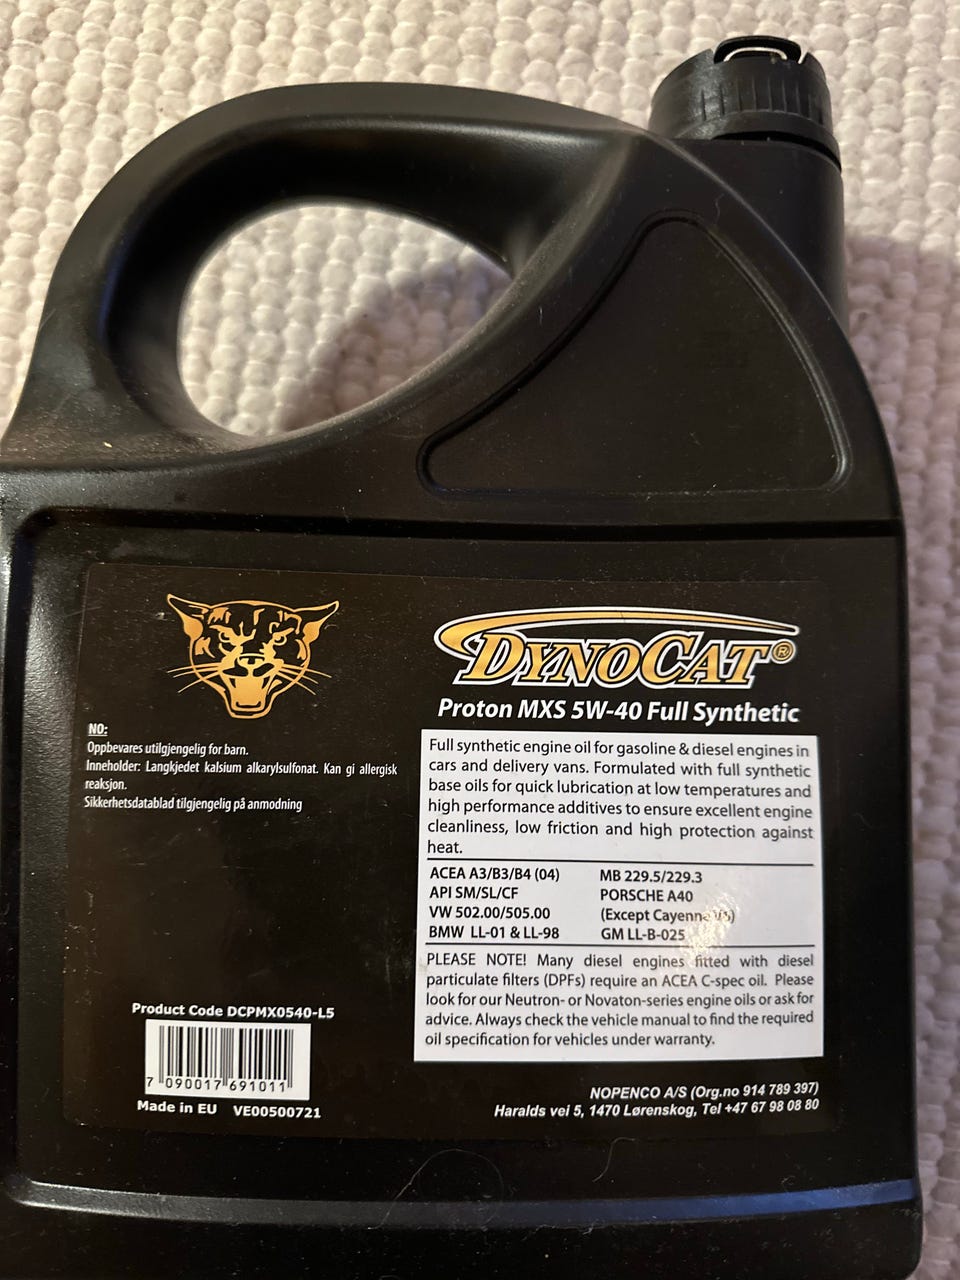 DYNOCAT®
Proton MXS 5W-40 Full Synthetic
NO:
Oppbevares utilgjengelig for barn.
Inneholder: Langkjedet kalsium alkarylsulfonat. Kan gi allergisk
reaksjon.
Sikkerhetsdatablad tilgjengelig på anmodning
Full synthetic engine oil for gasoline & diesel engines in
cars and delivery vans. Formulated with full synthetic
base oils for quick lubrication at low temperatures and
high performance additives to ensure excellent engine
cleanliness, low friction and high protection against
heat.
ACEA A3/B3/B4 (04)
API SM/SL/CF
VW 502.00/505.00
BMW LL-01 & LL-98
MB 229.5/229.3
PORSCHE A40
(Except Cayenne V6)
GM LL-B-025
PLEASE NOTE! Many diesel engines fitted with diesel
particulate filters (DPFs) require an ACEA C-spec oil. Please
look for our Neutron- or Novaton-series engine oils or ask for
advice. Always check the vehicle manual to find the required
oil specification for vehicles under warranty.
Product Code DCPMX0540-L5
7 090017 691011
Made in EU VE00500721
NOPENCO A/S (Org.no 914 789 397)
Haralds vei 5, 1470 Lørenskog, Tel +47 67 98 08 80